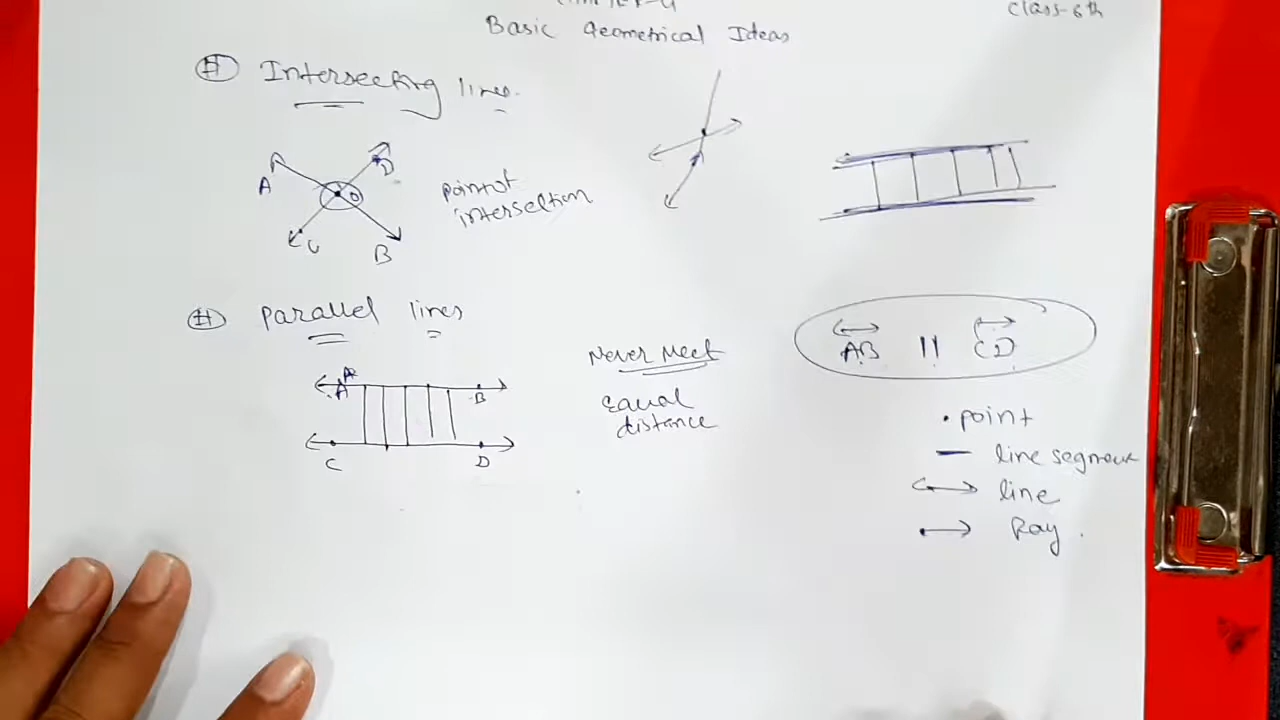 Class-6th
Basic Geometrical Ideas
# Intersecting lines.
A
D
O
C
B
point of
intersection
# Parallel lines
A
B
C
D
Never Meet
Equal
distance
AB || CD
• point
line segment
line
Ray.